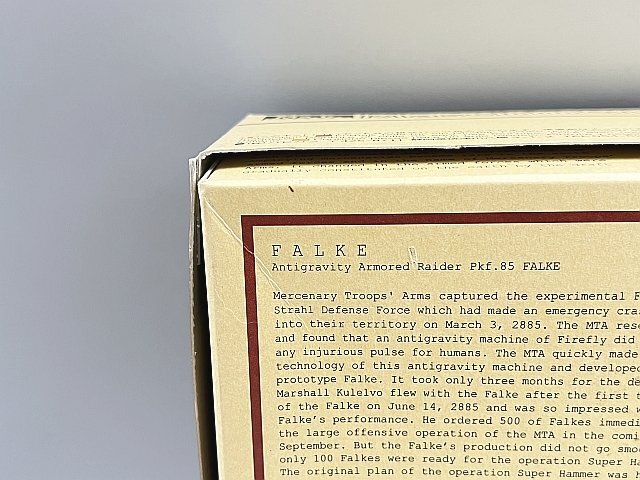 FALKE
Antigravity Armored Raider Pkf.85 FALKE
Mercenary Troops' Arms captured the experimental
Strahl Defense Force which had made an emergency
into their territory on March 3, 2885. The MTA
and found that an antigravity machine of Firefly did
any injurious pulse for humans. The MTA quickly made
technology of this antigravity machine and developed
prototype Falke. It took only three months for the
Marshall Kulelvo flew with the Falke after the first
of the Falke on June 14, 2885 and was so impressed
Falke's performance. He ordered 500 of Falkes
the large offensive operation of the MTA in the
September. But the Falke's production did not go
only 100 Falkes were ready for the operation Super
The original plan of the operation Super Hammer was